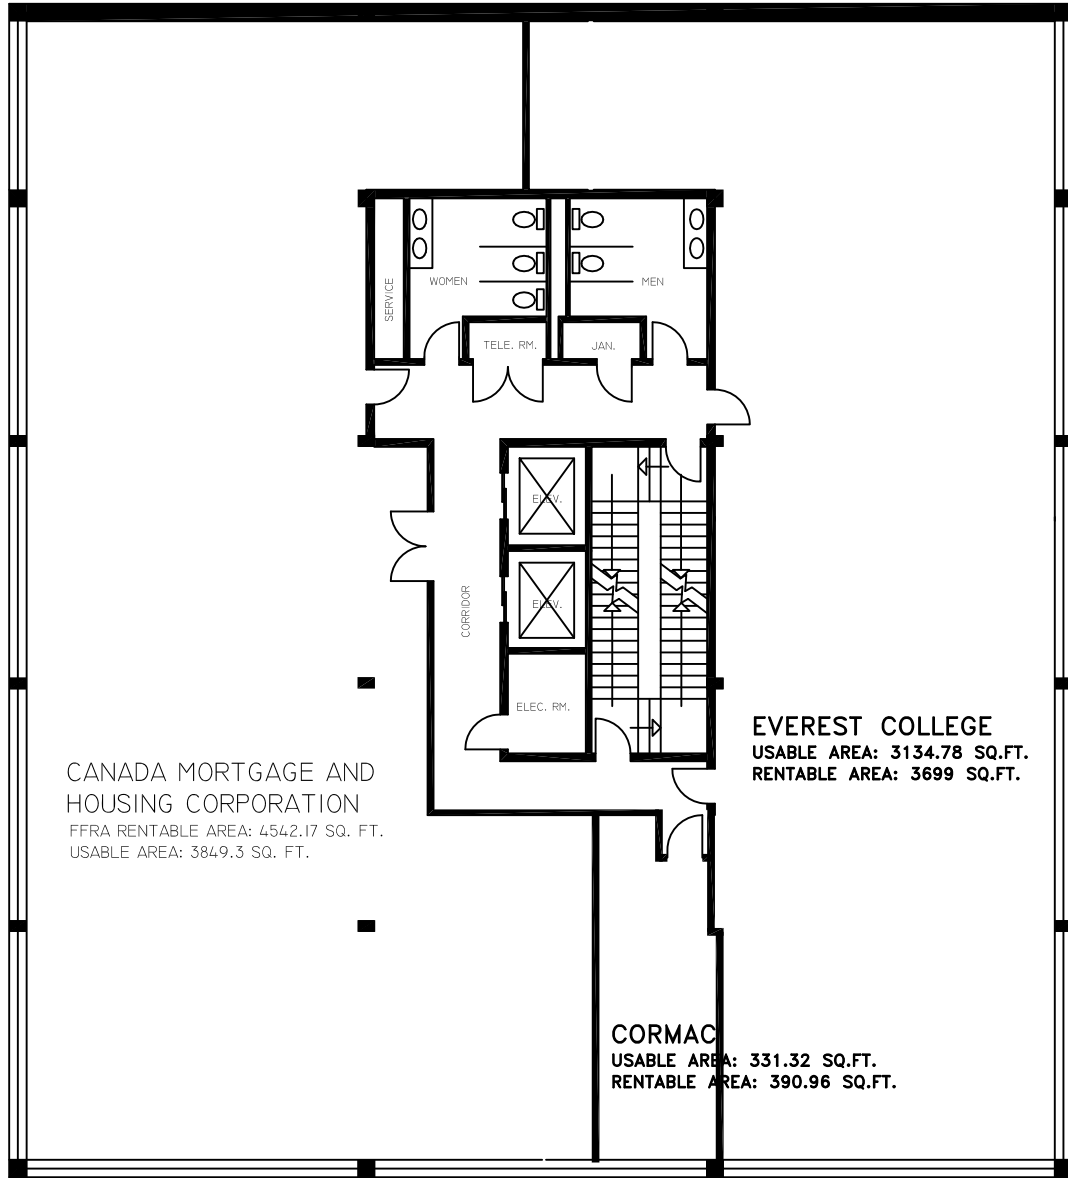 SERVICE
WOMEN
MEN
TELE. RM.
JAN.
ELEV.
ELEV.
CORRIDOR
ELEC. RM.
EVEREST COLLEGE
USABLE AREA: 3134.78 SQ.FT.
RENTABLE AREA: 3699 SQ.FT.
CANADA MORTGAGE AND
HOUSING CORPORATION
FFRA RENTABLE AREA: 4542.17 SQ. FT.
USABLE AREA: 3849.3 SQ. FT.
CORMAC
USABLE AREA: 331.32 SQ.FT.
RENTABLE AREA: 390.96 SQ.FT.